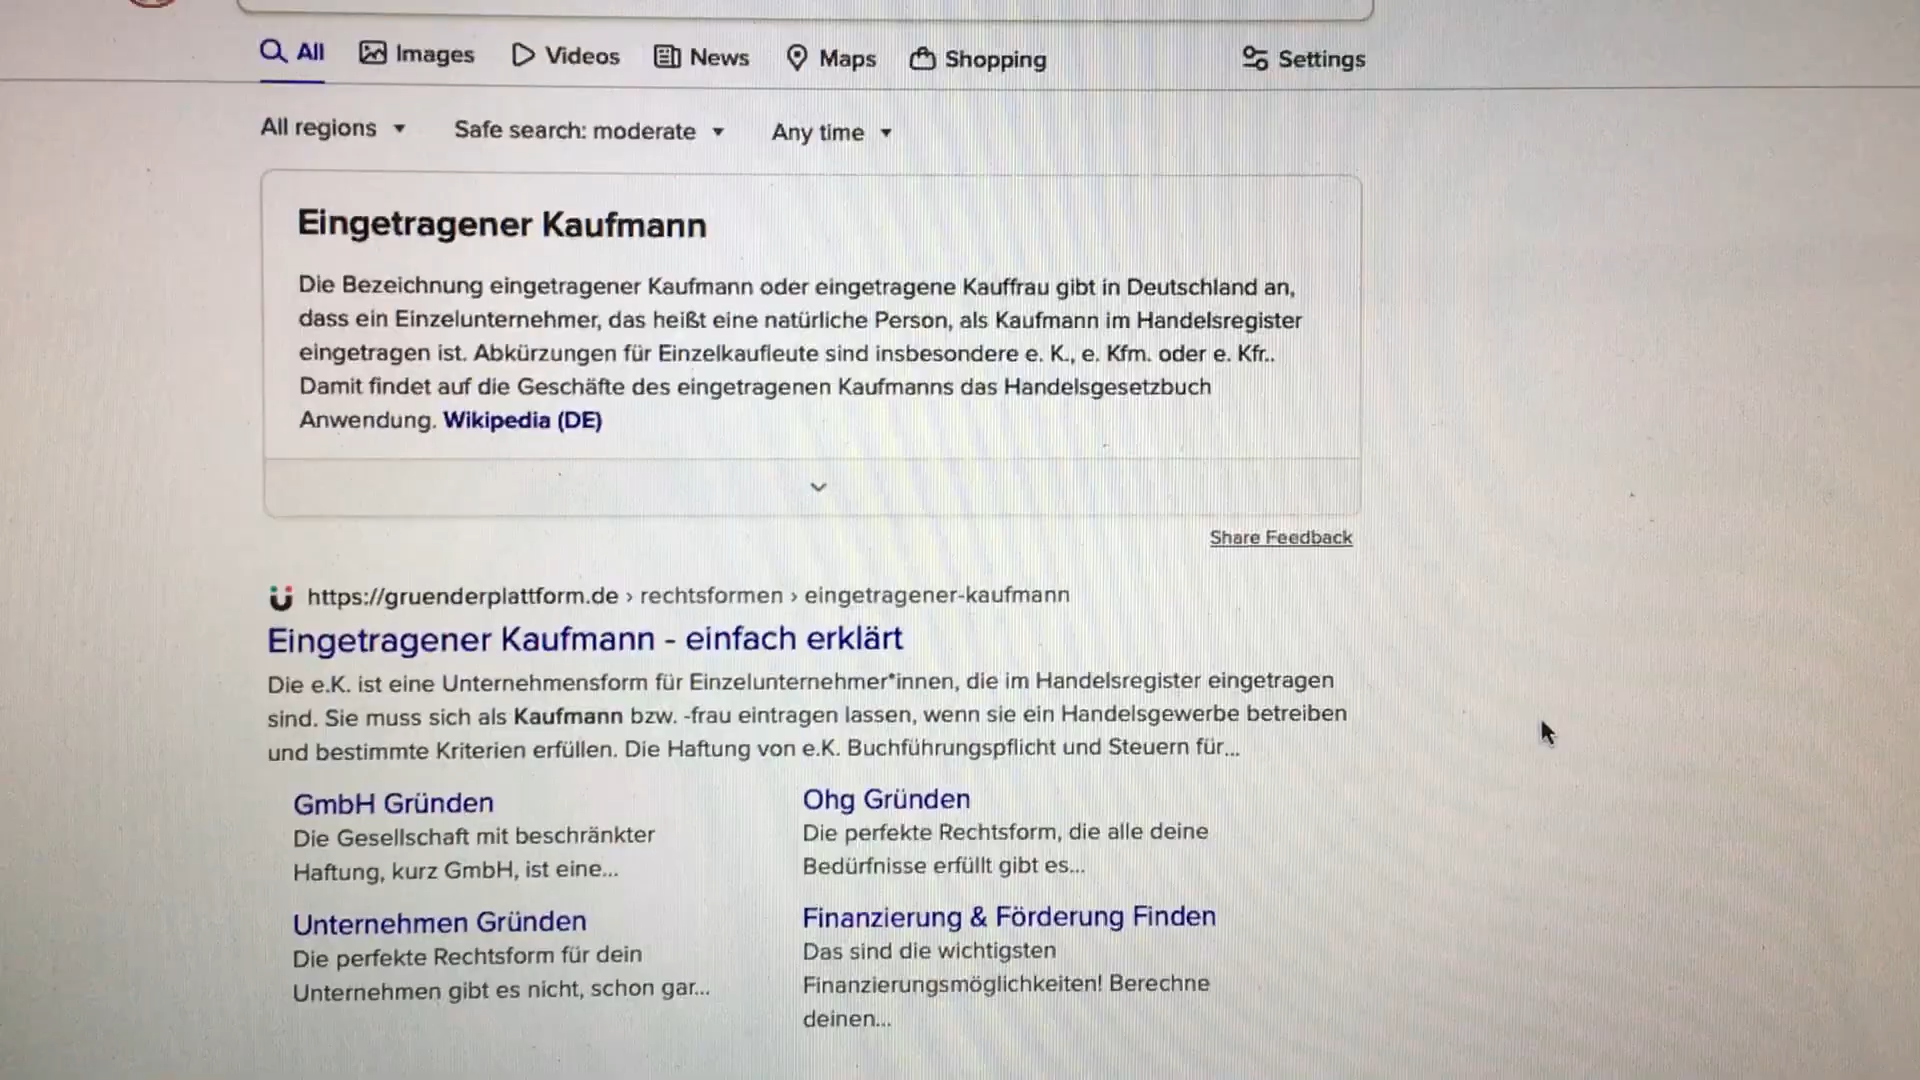 All Images Videos News Maps Shopping Settings
All regions Safe search: moderate Any time
Eingetragener Kaufmann
Die Bezeichnung eingetragener Kaufmann oder eingetragene Kauffrau gibt in Deutschland an,
dass ein Einzelunternehmer, das heißt eine natürliche Person, als Kaufmann im Handelsregister
eingetragen ist. Abkürzungen für Einzelkaufleute sind insbesondere e. K., e. Kfm. oder e. Kfr..
Damit findet auf die Geschäfte des eingetragenen Kaufmanns das Handelsgesetzbuch
Anwendung. Wikipedia (DE)
Share Feedback
https://gruenderplattform.de › rechtsformen › eingetragener-kaufmann
Eingetragener Kaufmann - einfach erklärt
Die e.K. ist eine Unternehmensform für Einzelunternehmer*innen, die im Handelsregister eingetragen
sind. Sie muss sich als Kaufmann bzw. -frau eintragen lassen, wenn sie ein Handelsgewerbe betreiben
und bestimmte Kriterien erfüllen. Die Haftung von e.K. Buchführungspflicht und Steuern für...
GmbH Gründen
Die Gesellschaft mit beschränkter
Haftung, kurz GmbH, ist eine...
Ohg Gründen
Die perfekte Rechtsform, die alle deine
Bedürfnisse erfüllt gibt es...
Unternehmen Gründen
Die perfekte Rechtsform für dein
Unternehmen gibt es nicht, schon gar...
Finanzierung & Förderung Finden
Das sind die wichtigsten
Finanzierungsmöglichkeiten! Berechne
deinen...